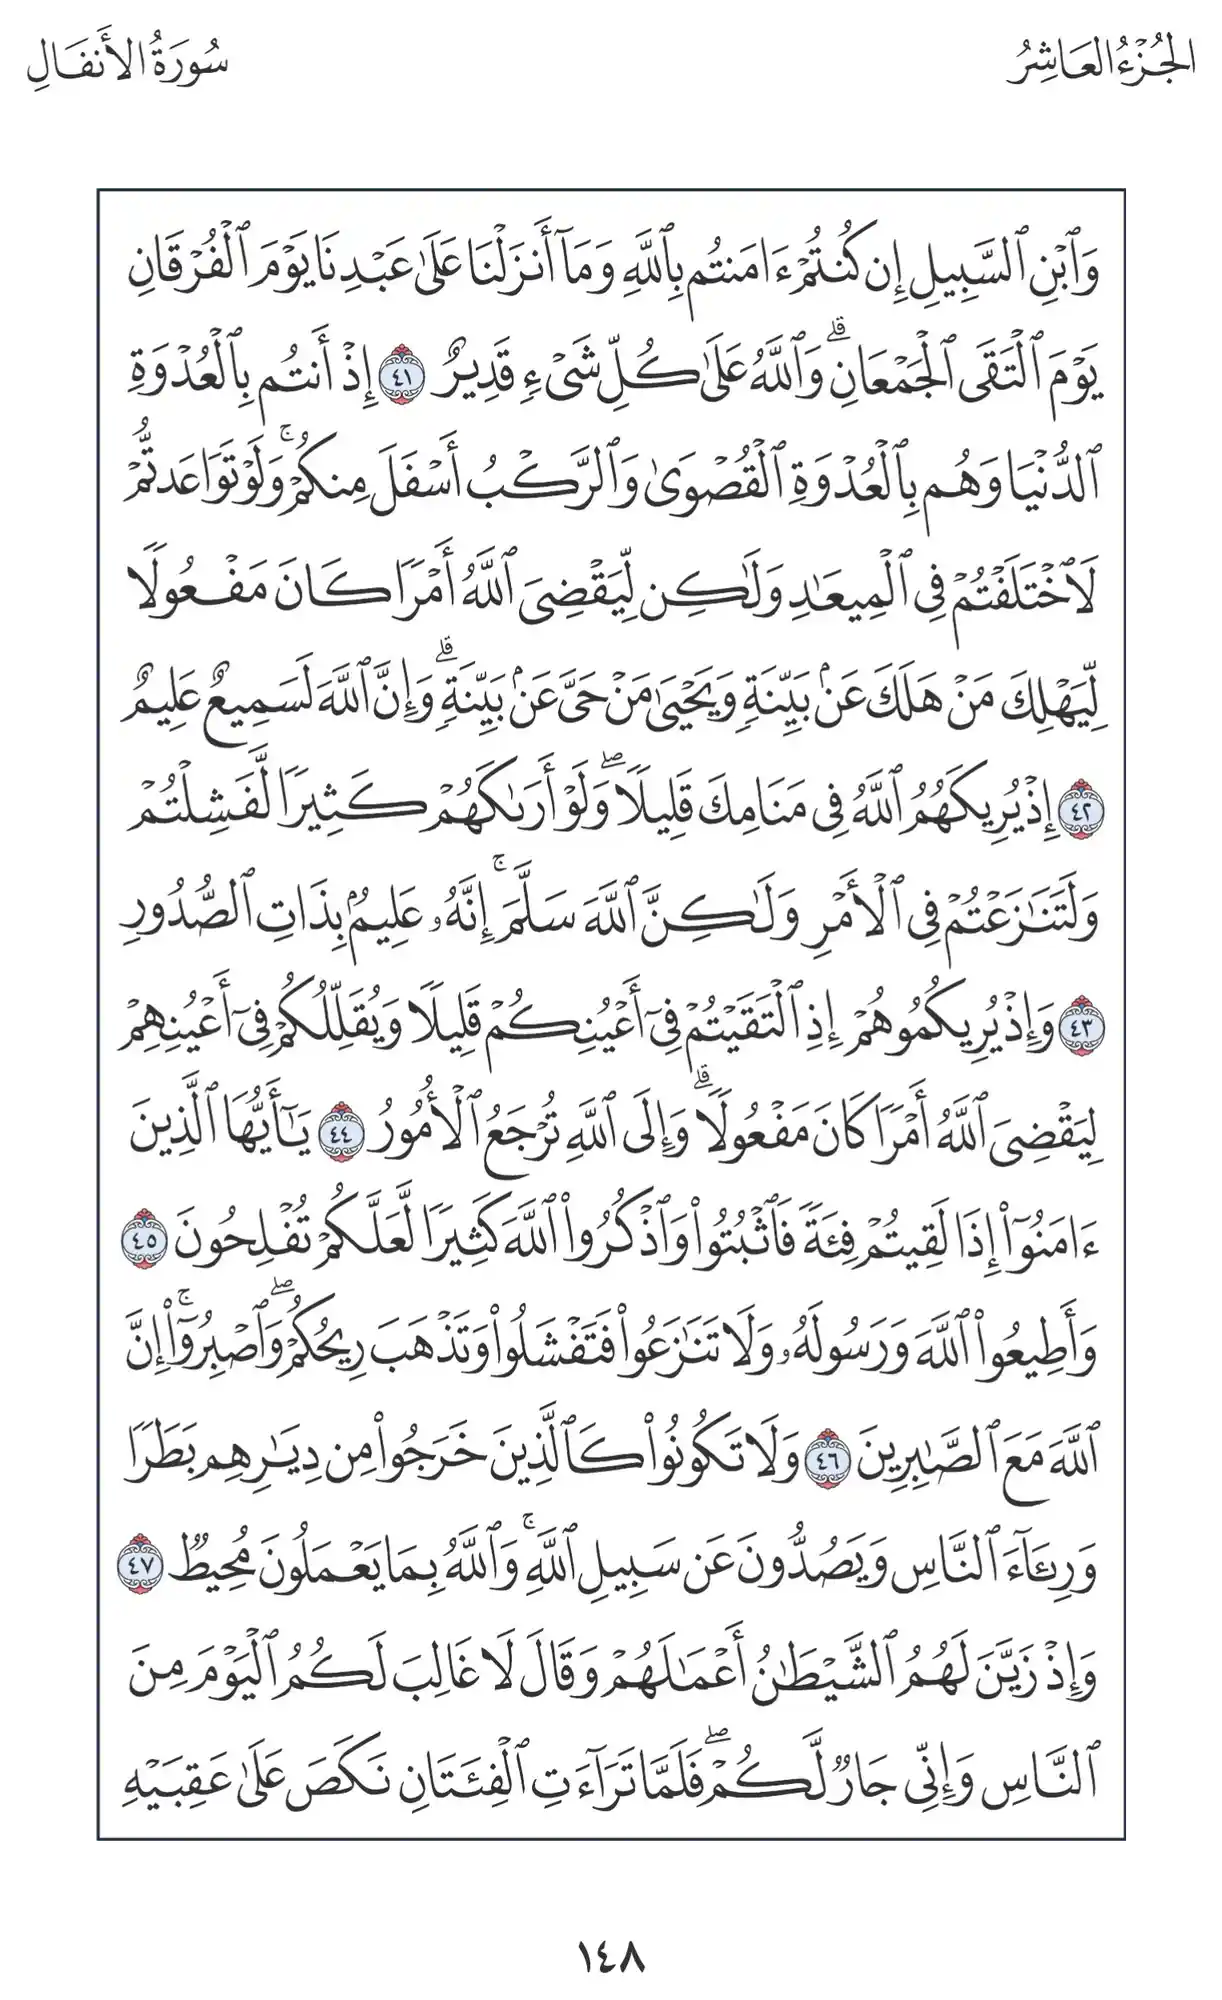 الجُزْءُ العَاشِرُ
سُورَةُ الأَنفَالِ
وَٱبْنِ ٱلسَّبِيلِ إِن كُنتُمْ ءَامَنتُم بِٱللَّهِ وَمَآ أَنزَلْنَا عَلَىٰ عَبْدِنَا يَوْمَ ٱلْفُرْقَانِ
يَوْمَ ٱلْتَقَى ٱلْجَمْعَانِۗ وَٱللَّهُ عَلَىٰ كُلِّ شَىْءٍ قَدِيرٌ ٤١ إِذْ أَنتُم بِٱلْعُدْوَةِ
ٱلدُّنْيَا وَهُم بِٱلْعُدْوَةِ ٱلْقُصْوَىٰ وَٱلرَّكْبُ أَسْفَلَ مِنكُمْۚ وَلَوْ تَوَاعَدتُّمْ
لَٱخْتَلَفْتُمْ فِى ٱلْمِيعَـٰدِ وَلَـٰكِن لِّيَقْضِىَ ٱللَّهُ أَمْرًا كَانَ مَفْعُولًا
لِّيَهْلِكَ مَنْ هَلَكَ عَنۢ بَيِّنَةٍ وَيَحْيَىٰ مَنْ حَىَّ عَنۢ بَيِّنَةٍۗ وَإِنَّ ٱللَّهَ لَسَمِيعٌ عَلِيمٌ
٤٢ إِذْ يُرِيكَهُمُ ٱللَّهُ فِى مَنَامِكَ قَلِيلًاۖ وَلَوْ أَرَىٰكَهُمْ كَثِيرًا لَّفَشِلْتُمْ
وَلَتَنَـٰزَعْتُمْ فِى ٱلْأَمْرِ وَلَـٰكِنَّ ٱللَّهَ سَلَّمَۚ إِنَّهُۥ عَلِيمٌۢ بِذَاتِ ٱلصُّدُورِ
٤٣ وَإِذْ يُرِيكُمُوهُمْ إِذِ ٱلْتَقَيْتُمْ فِىٓ أَعْيُنِكُمْ قَلِيلًا وَيُقَلِّلُكُمْ فِىٓ أَعْيُنِهِمْ
لِيَقْضِىَ ٱللَّهُ أَمْرًا كَانَ مَفْعُولًاۗ وَإِلَى ٱللَّهِ تُرْجَعُ ٱلْأُمُورُ ٤٤ يَـٰٓأَيُّهَا ٱلَّذِينَ
ءَامَنُوٓا۟ إِذَا لَقِيتُمْ فِئَةً فَٱثْبُتُوا۟ وَٱذْكُرُوا۟ ٱللَّهَ كَثِيرًا لَّعَلَّكُمْ تُفْلِحُونَ ٤٥
وَأَطِيعُوا۟ ٱللَّهَ وَرَسُولَهُۥ وَلَا تَنَـٰزَعُوا۟ فَتَفْشَلُوا۟ وَتَذْهَبَ رِيحُكُمْۖ وَٱصْبِرُوٓا۟ۚ إِنَّ
ٱللَّهَ مَعَ ٱلصَّـٰبِرِينَ ٤٦ وَلَا تَكُونُوا۟ كَٱلَّذِينَ خَرَجُوا۟ مِن دِيَـٰرِهِم بَطَرًا
وَرِئَآءَ ٱلنَّاسِ وَيَصُدُّونَ عَن سَبِيلِ ٱللَّهِۚ وَٱللَّهُ بِمَا يَعْمَلُونَ مُحِيطٌ ٤٧
وَإِذْ زَيَّنَ لَهُمُ ٱلشَّيْطَـٰنُ أَعْمَـٰلَهُمْ وَقَالَ لَا غَالِبَ لَكُمُ ٱلْيَوْمَ مِنَ
ٱلنَّاسِ وَإِنِّى جَارٌ لَّكُمْۖ فَلَمَّا تَرَآءَتِ ٱلْفِئَتَانِ نَكَصَ عَلَىٰ عَقِبَيْهِ
١٤٨